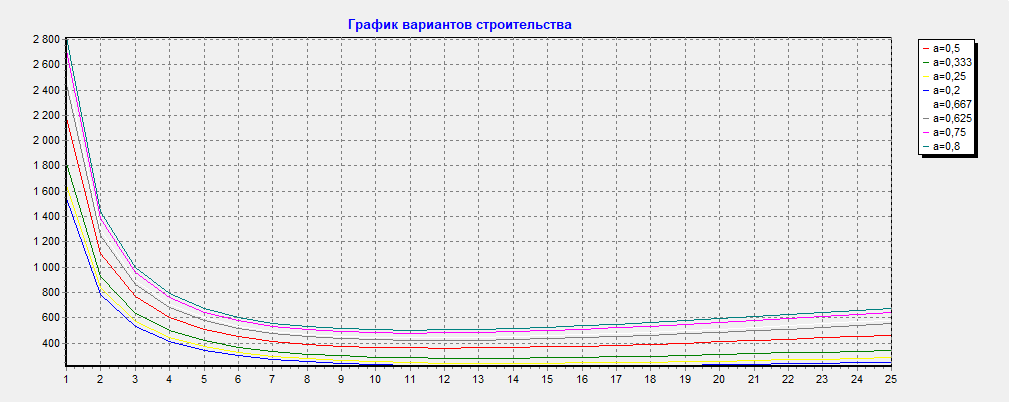 График вариантов строительства
2 800
2 600
2 400
2 200
2 000
1 800
1 600
1 400
1 200
1 000
800
600
400
1 2 3 4 5 6 7 8 9 10 11 12 13 14 15 16 17 18 19 20 21 22 23 24 25
a=0,5
a=0,333
a=0,25
a=0,2
a=0,667
a=0,625
a=0,75
a=0,8